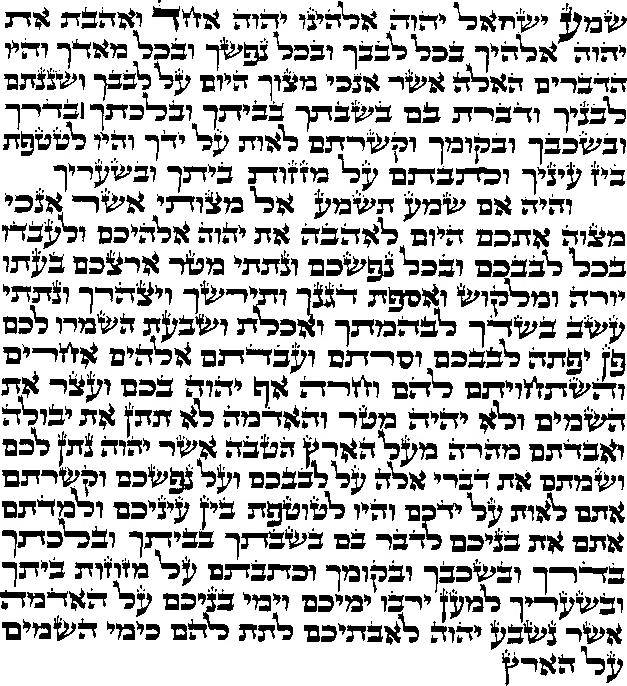 שמע ישראל יהוה אלהינו יהוה אחד ואהבת את
יהוה אלהיך בכל לבבך ובכל נפשך ובכל מאדך והיו
הדברים האלה אשר אנכי מצוך היום על לבבך ושננתם
לבניך ודברת בם בשבתך בביתך ובלכתך בדרך
ובשכבך ובקומך וקשרתם לאות על ידך והיו לטטפת
בין עיניך וכתבתם על מזזות ביתך ובשעריך
והיה אם שמע תשמעו אל מצותי אשר אנכי
מצוה אתכם היום לאהבה את יהוה אלהיכם ולעבדו
בכל לבבכם ובכל נפשכם ונתתי מטר ארצכם בעתו
יורה ומלקוש ואספת דגנך ותירשך ויצהרך ונתתי
עשב בשדך לבהמתך ואכלת ושבעת השמרו לכם
פן יפתה לבבכם וסרתם ועבדתם אלהים אחרים
והשתחויתם להם וחרה אף יהוה בכם ועצר את
השמים ולא יהיה מטר והאדמה לא תתן את יבולה
ואבדתם מהרה מעל הארץ הטבה אשר יהוה נתן לכם
ושמתם את דברי אלה על לבבכם ועל נפשכם וקשרתם
אתם לאות על ידכם והיו לטוטפת בין עיניכם ולמדתם
אתם את בניכם לדבר בם בשבתך בביתך ובלכתך
בדרך ובשכבך ובקומך וכתבתם על מזוזות ביתך
ובשעריך למען ירבו ימיכם וימי בניכם על האדמה
אשר נשבע יהוה לאבתיכם לתת להם כימי השמים
על הארץ